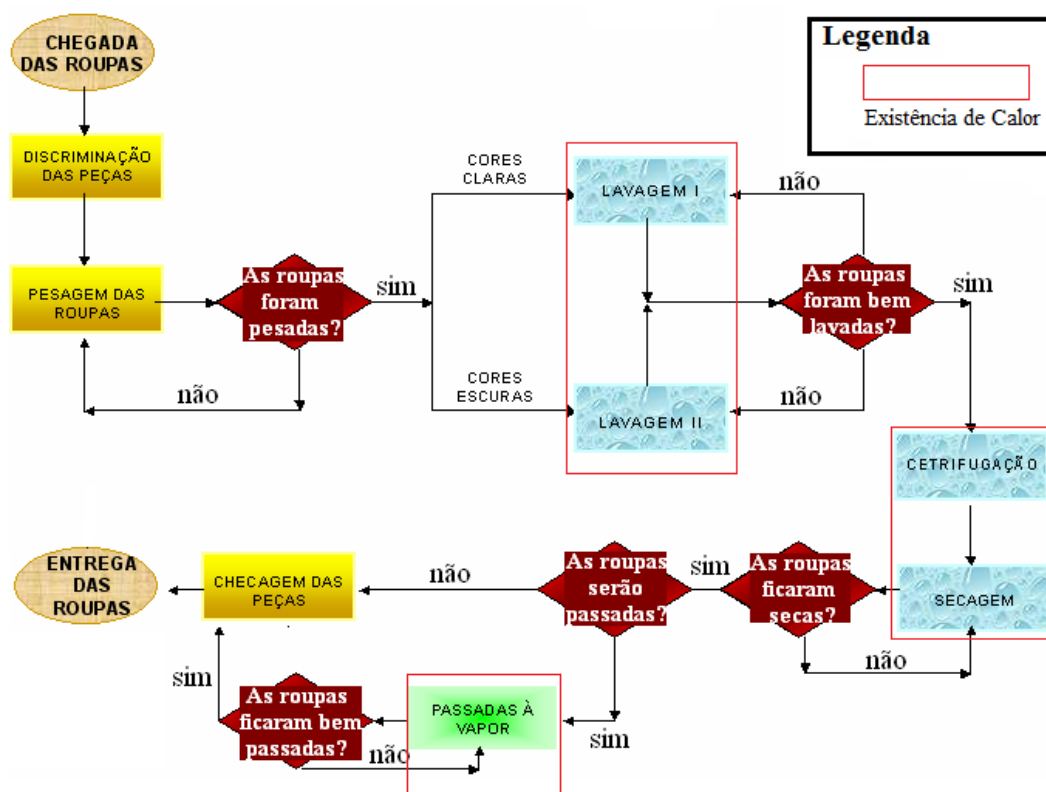 CHEGADA
DAS ROUPAS
Legenda
Existência de Calor
DISCRIMINAÇÃO
DAS PEÇAS
PESAGEM DAS
ROUPAS
As roupas
foram
pesadas?
sim
não
CORES
CLARAS
CORES
ESCURAS
LAVAGEM I
LAVAGEM II
não
As roupas
foram bem
lavadas?
sim
não
CETRIFUGAÇÃO
SECAGEM
As roupas
ficaram
secas?
não
sim
As roupas
serão
passadas?
não
sim
CHECAGEM DAS
PEÇAS
ENTREGA
DAS
ROUPAS
PASSADAS À
VAPOR
As roupas
ficaram bem
passadas?
não
sim